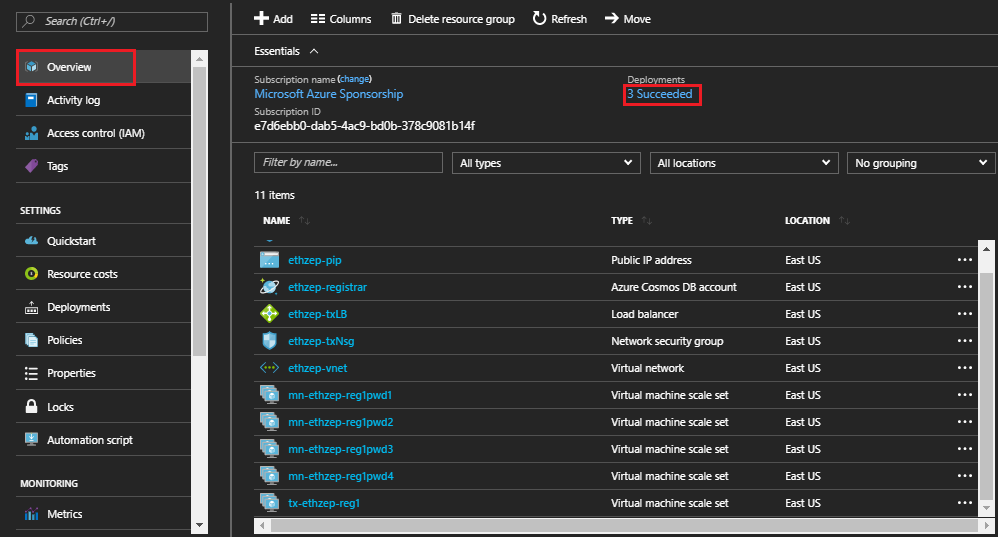 Search (Ctrl+/)
Overview
Activity log
Access control (IAM)
Tags
SETTINGS
Quickstart
Resource costs
Deployments
Policies
Properties
Locks
Automation script
MONITORING
Metrics
Add Columns Delete resource group Refresh Move
Essentials
Subscription name (change) Deployments
Microsoft Azure Sponsorship 3 Succeeded
Subscription ID
e7d6ebb0-dab5-4ac9-bd0b-378c9081b14f
Filter by name... All types All locations No grouping
11 items
NAME TYPE LOCATION
ethzep-pip Public IP address East US
ethzep-registrar Azure Cosmos DB account East US
ethzep-txLB Load balancer East US
ethzep-txNsg Network security group East US
ethzep-vnet Virtual network East US
mn-ethzep-reg1pwd1 Virtual machine scale set East US
mn-ethzep-reg1pwd2 Virtual machine scale set East US
mn-ethzep-reg1pwd3 Virtual machine scale set East US
mn-ethzep-reg1pwd4 Virtual machine scale set East US
tx-ethzep-reg1 Virtual machine scale set East US